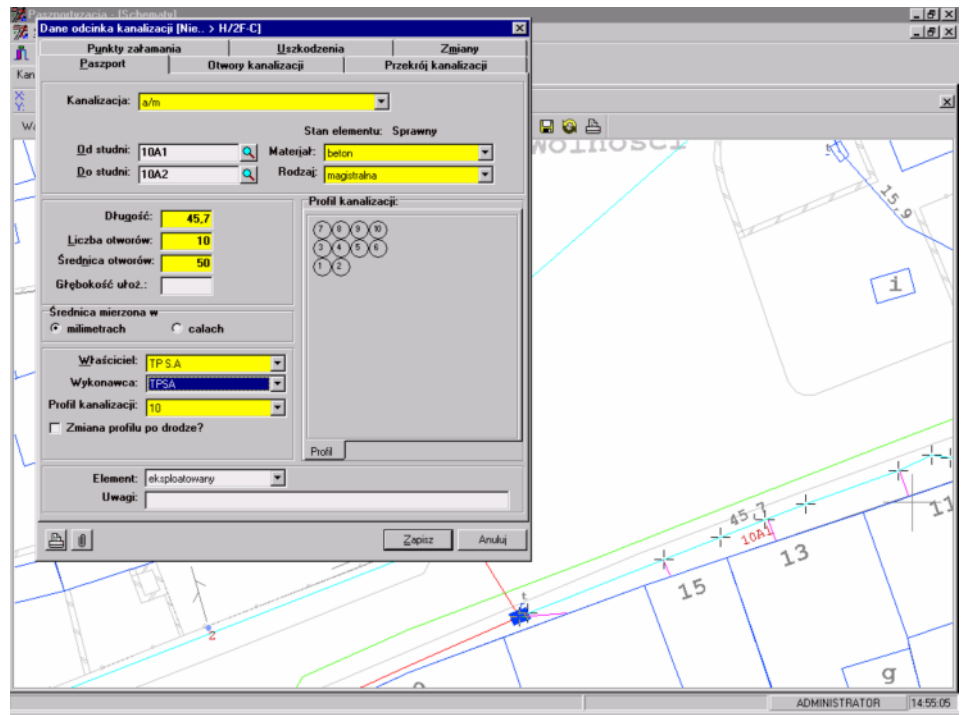 Paszportyzacja - [Schematy]
Dane odcinka kanalizacji [Nie.. > H/2F-C]
Punkty załamania Uszkodzenia Zmiany
Paszport Otwory kanalizacji Przekrój kanalizacji
Kan
X:
Y:
Kanalizacja: a/m
Stan elementu: Sprawny
Od studni: 10A1 Materjał: beton
Do studni: 10A2 Rodzaj: magistralna
Długość: 45,7
Liczba otworów: 10
Średnica otworów: 50
Głębokość ułoż.:
Profil kanalizacji:
7 8 9 10
3 4 5 6
1 2
Średnica mierzona w
milimetrach calach
Właściciel: TP S.A
Wykonawca: TPSA
Profil kanalizacji: 10
Zmiana profilu po drodze?
Profil
Element: eksploatowany
Uwagi:
Zapisz Anuluj
wolności
t
15,9
i
45,7
10A1
11
13
15
t
2
g
ADMINISTRATOR 14:55:05